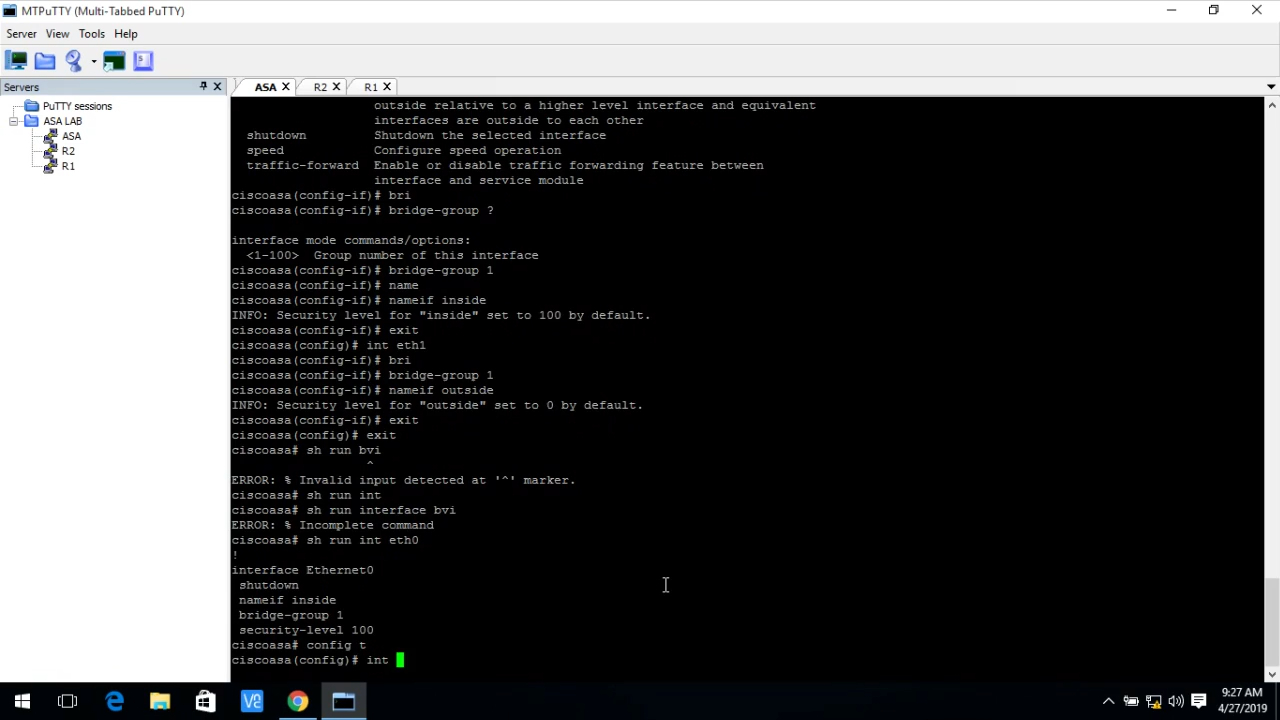 MTPuTTY (Multi-Tabbed PuTTY)
Server View Tools Help
Servers
PuTTY sessions
ASA LAB
ASA
R2
R1
ASA R2 R1
outside relative to a higher level interface and equivalent
interfaces are outside to each other
shutdown Shutdown the selected interface
speed Configure speed operation
traffic-forward Enable or disable traffic forwarding feature between
interface and service module
ciscoasa(config-if)# bri
ciscoasa(config-if)# bridge-group ?
interface mode commands/options:
<1-100> Group number of this interface
ciscoasa(config-if)# bridge-group 1
ciscoasa(config-if)# name
ciscoasa(config-if)# nameif inside
INFO: Security level for "inside" set to 100 by default.
ciscoasa(config-if)# exit
ciscoasa(config)# int eth1
ciscoasa(config-if)# bri
ciscoasa(config-if)# bridge-group 1
ciscoasa(config-if)# nameif outside
INFO: Security level for "outside" set to 0 by default.
ciscoasa(config-if)# exit
ciscoasa(config)# exit
ciscoasa# sh run bvi
^
ERROR: % Invalid input detected at '^' marker.
ciscoasa# sh run int
ciscoasa# sh run interface bvi
ERROR: % Incomplete command
ciscoasa# sh run int eth0
!
interface Ethernet0
shutdown
nameif inside
bridge-group 1
security-level 100
ciscoasa# config t
ciscoasa(config)# int
9:27 AM
4/27/2019